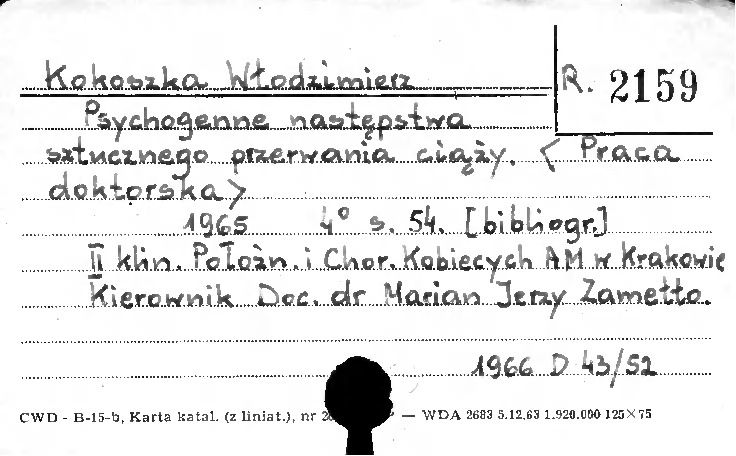 Kokoszka Włodzimierz
R. 2159
Psychogenne następstwa
sztucznego przerwania ciąży. < Praca
doktorska >
1965 4° s. 54. [bibliogr.]
II klin. Położn. i Chor. Kobiecych AM w Krakowie
Kierownik Doc. dr Marian Jerzy Zametto.
1966 D 43/52
CWD - B-15-b, Karta katal. (z liniat.), nr — WDA 2683 5.12.63 1.920.000 125×75